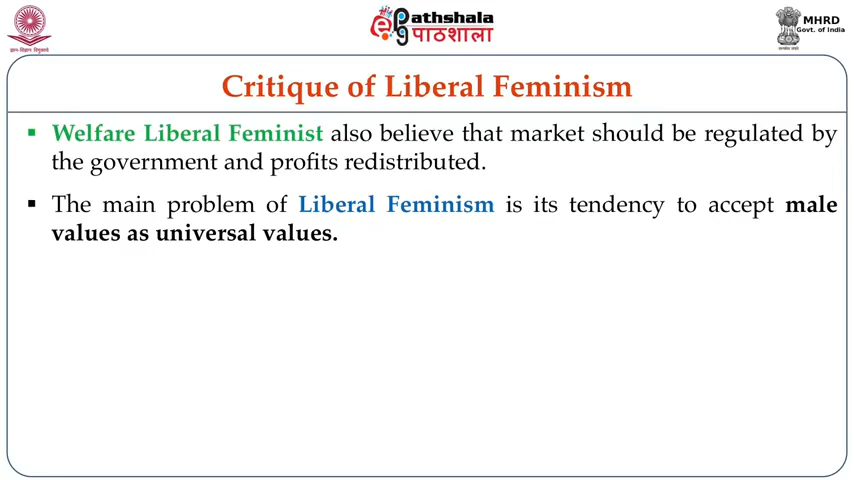 ePathshala
पाठशाला
MHRD
Govt. of India
Critique of Liberal Feminism
▪ Welfare Liberal Feminist also believe that market should be regulated by
the government and profits redistributed.
▪ The main problem of Liberal Feminism is its tendency to accept male
values as universal values.